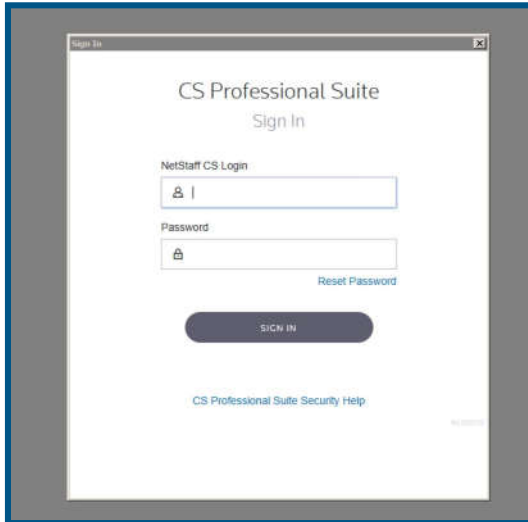 Sign In
CS Professional Suite
Sign In
NetStaff CS Login
Password
Reset Password
SIGN IN
CS Professional Suite Security Help